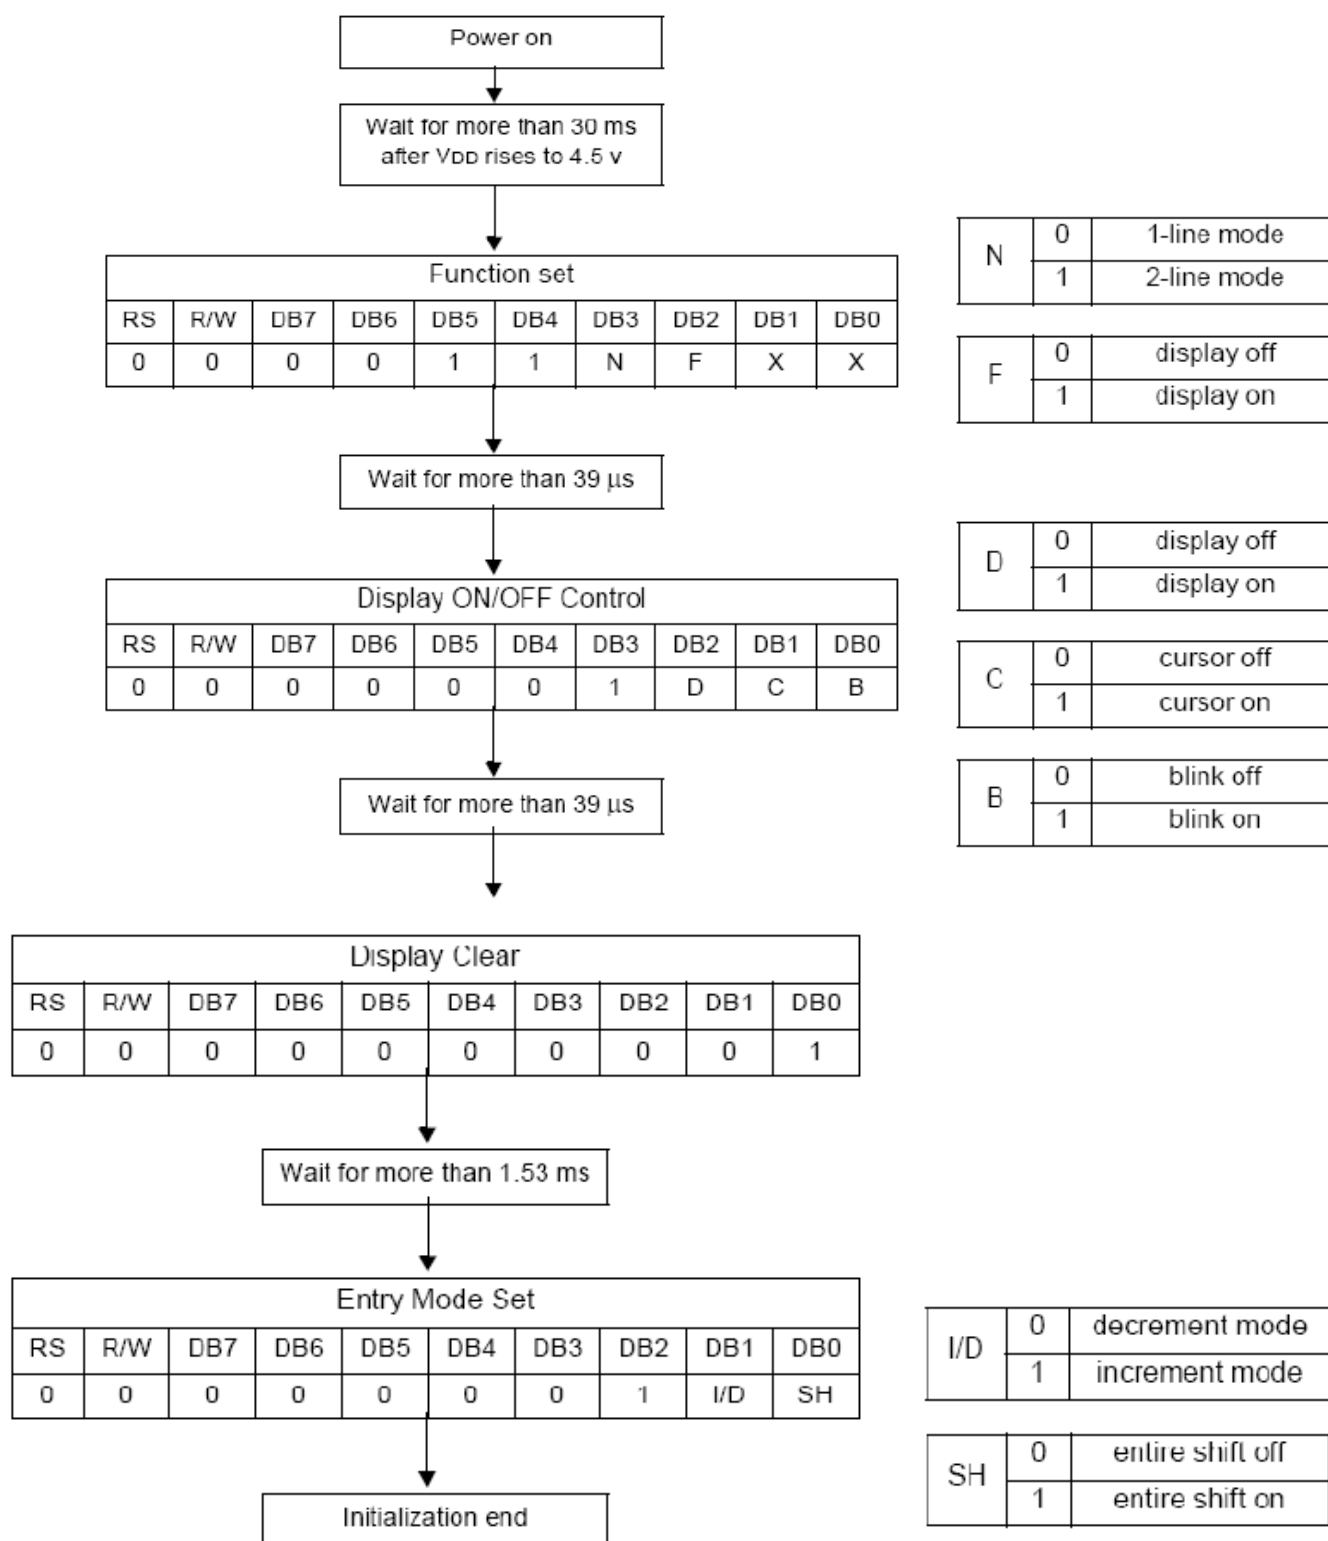 Power on
Wait for more than 30 ms
after VDD rises to 4.5 v
Function set
RS R/W DB7 DB6 DB5 DB4 DB3 DB2 DB1 DB0
0 0 0 0 1 1 N F X X
N 0 1-line mode
1 2-line mode
F 0 display off
1 display on
Wait for more than 39 μs
Display ON/OFF Control
RS R/W DB7 DB6 DB5 DB4 DB3 DB2 DB1 DB0
0 0 0 0 0 0 1 D C B
D 0 display off
1 display on
C 0 cursor off
1 cursor on
B 0 blink off
1 blink on
Wait for more than 39 μs
Display Clear
RS R/W DB7 DB6 DB5 DB4 DB3 DB2 DB1 DB0
0 0 0 0 0 0 0 0 0 1
Wait for more than 1.53 ms
Entry Mode Set
RS R/W DB7 DB6 DB5 DB4 DB3 DB2 DB1 DB0
0 0 0 0 0 0 0 1 I/D SH
I/D 0 decrement mode
1 increment mode
SH 0 entire shift off
1 entire shift on
Initialization end